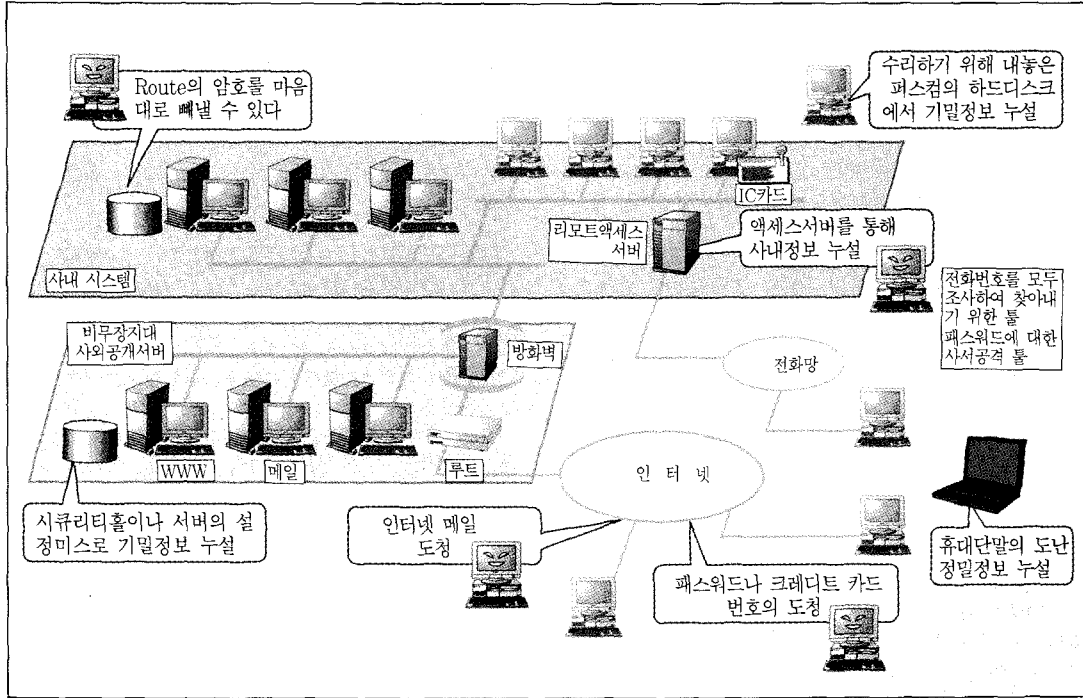 Route의 암호를 마음
대로 빼낼 수 있다
수리하기 위해 내놓은
퍼스컴의 하드디스크
에서 기밀정보 누설
IC카드
리모트액세스
서버
액세스서버를 통해
사내정보 누설
사내 시스템
전화번호를 모두
조사하여 찾아내
기 위한 툴
패스워드에 대한
사서공격 툴
비무장지대
사외공개서버
방화벽
전화망
WWW
메일
루트
인 터 넷
시큐리티홀이나 서버의 설
정미스로 기밀정보 누설
인터넷 메일
도청
휴대단말의 도난
정밀정보 누설
패스워드나 크레디트 카드
번호의 도청